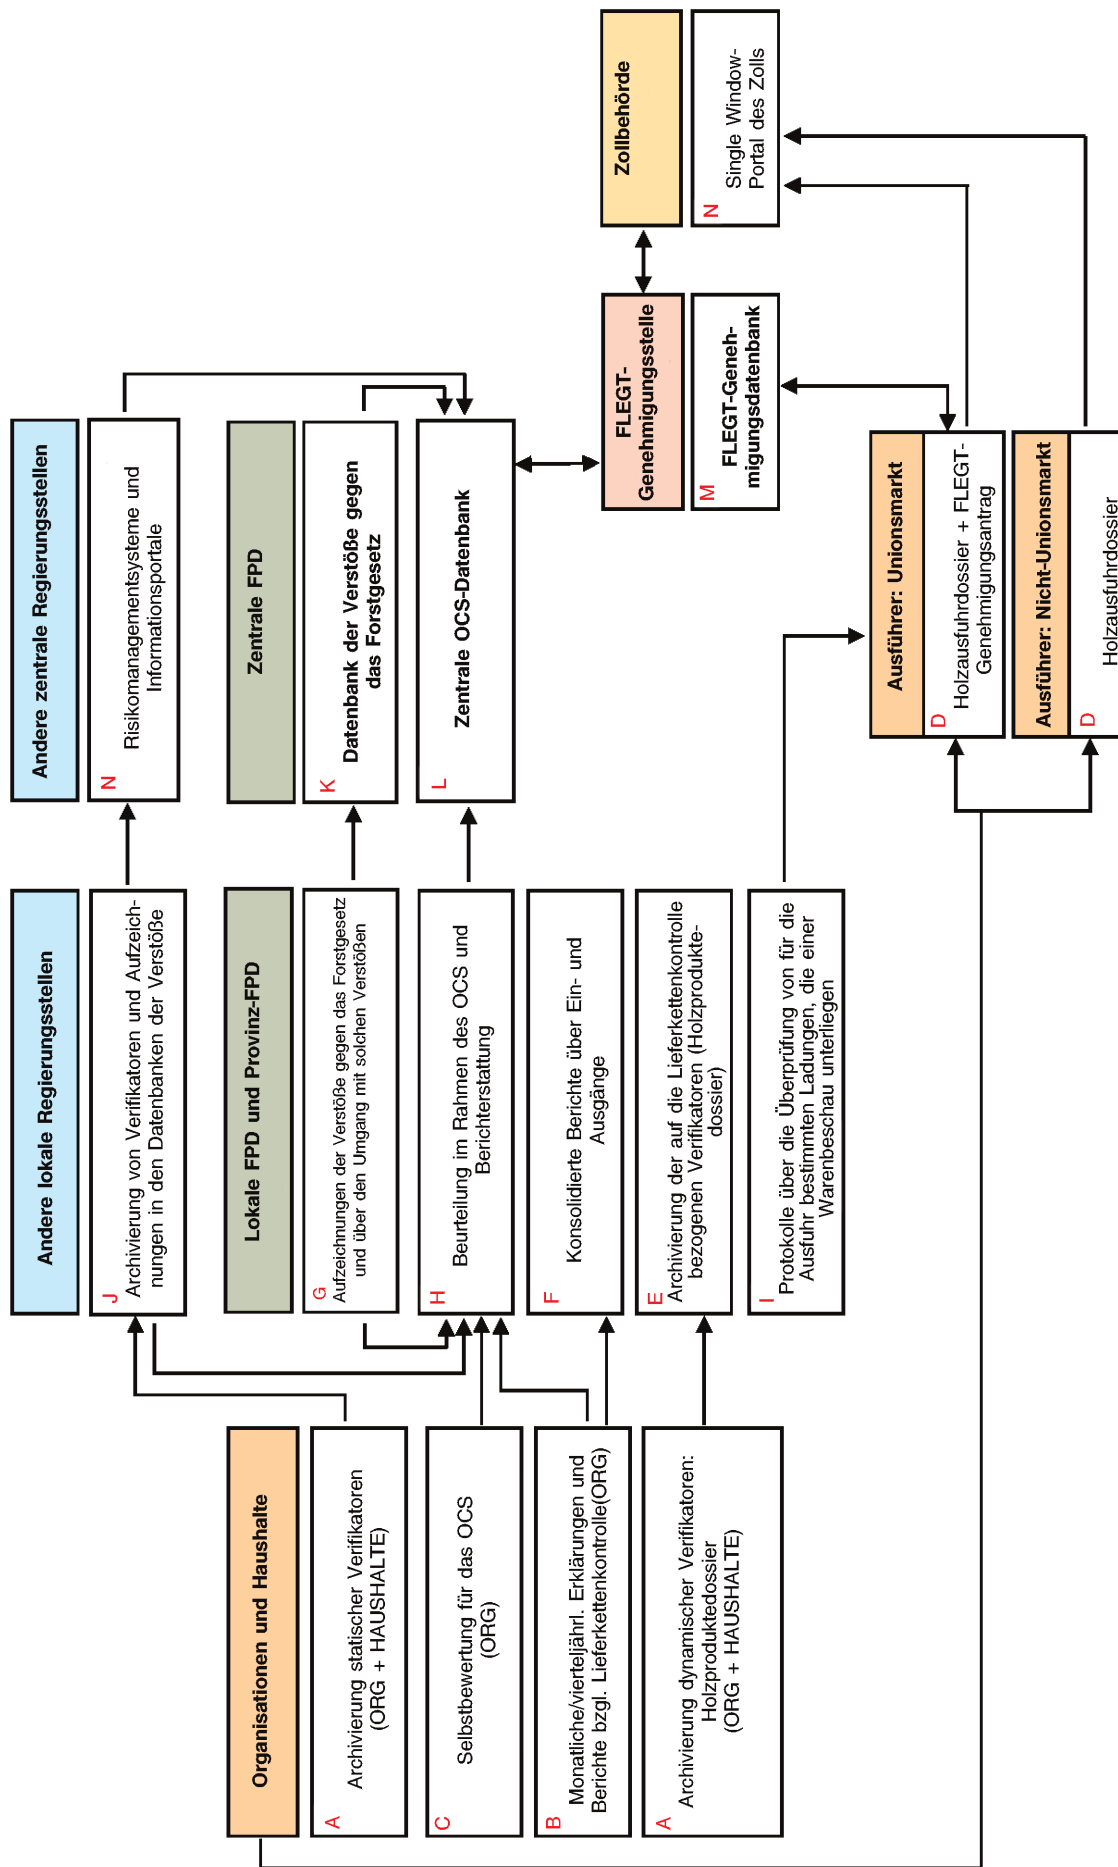 Organisationen und Haushalte
A
Archivierung statischer Verifikatoren
(ORG + HAUSHALTE)
C
Selbstbewertung für das OCS
(ORG)
B
Monatliche/vierteljährl. Erklärungen und
Berichte bzgl. Lieferkettenkontrolle(ORG)
A
Archivierung dynamischer Verifikatoren:
Holzproduktedossier
(ORG + HAUSHALTE)
Andere lokale Regierungsstellen
J
Archivierung von Verifikatoren und Aufzeich-
nungen in den Datenbanken der Verstöße
Lokale FPD und Provinz-FPD
G
Aufzeichnungen der Verstöße gegen das Forstgesetz
und über den Umgang mit solchen Verstößen
H
Beurteilung im Rahmen des OCS und
Berichterstattung
F
Konsolidierte Berichte über Ein- und
Ausgänge
E
Archivierung der auf die Lieferkettenkontrolle
bezogenen Verifikatoren (Holzprodukte-
dossier)
I
Protokolle über die Überprüfung von für die
Ausfuhr bestimmten Ladungen, die einer
Warenbeschau unterliegen
Andere zentrale Regierungsstellen
N
Risikomanagementsysteme und
Informationsportale
Zentrale FPD
K
Datenbank der Verstöße gegen
das Forstgesetz
L
Zentrale OCS-Datenbank
Ausführer: Unionsmarkt
D
Holzausfuhrdossier + FLEGT-
Genehmigungsantrag
Ausführer: Nicht-Unionsmarkt
D
Holzausfuhrdossier
FLEGT-
Genehmigungsstelle
M
FLEGT-Geneh-
migungsdatenbank
Zollbehörde
N
Single Window-
Portal des Zolls